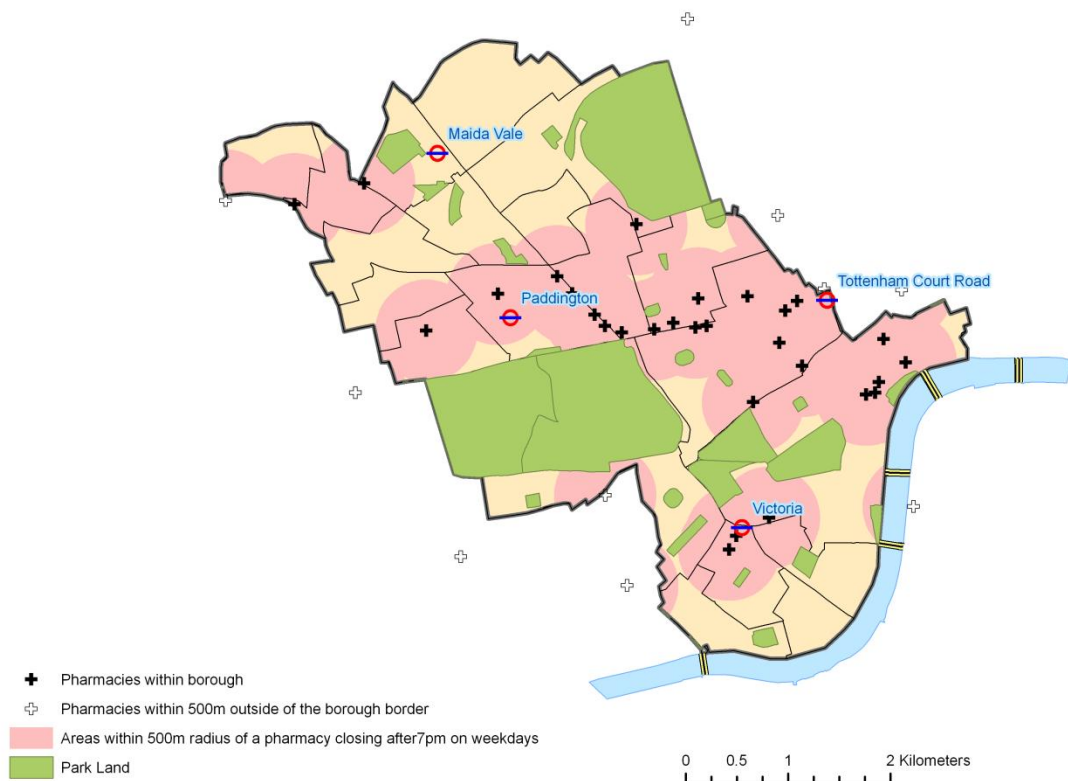 Maida Vale
Tottenham Court Road
Paddington
Victoria
Pharmacies within borough
Pharmacies within 500m outside of the borough border
Areas within 500m radius of a pharmacy closing after7pm on weekdays
Park Land
0 0.5 1 2 Kilometers